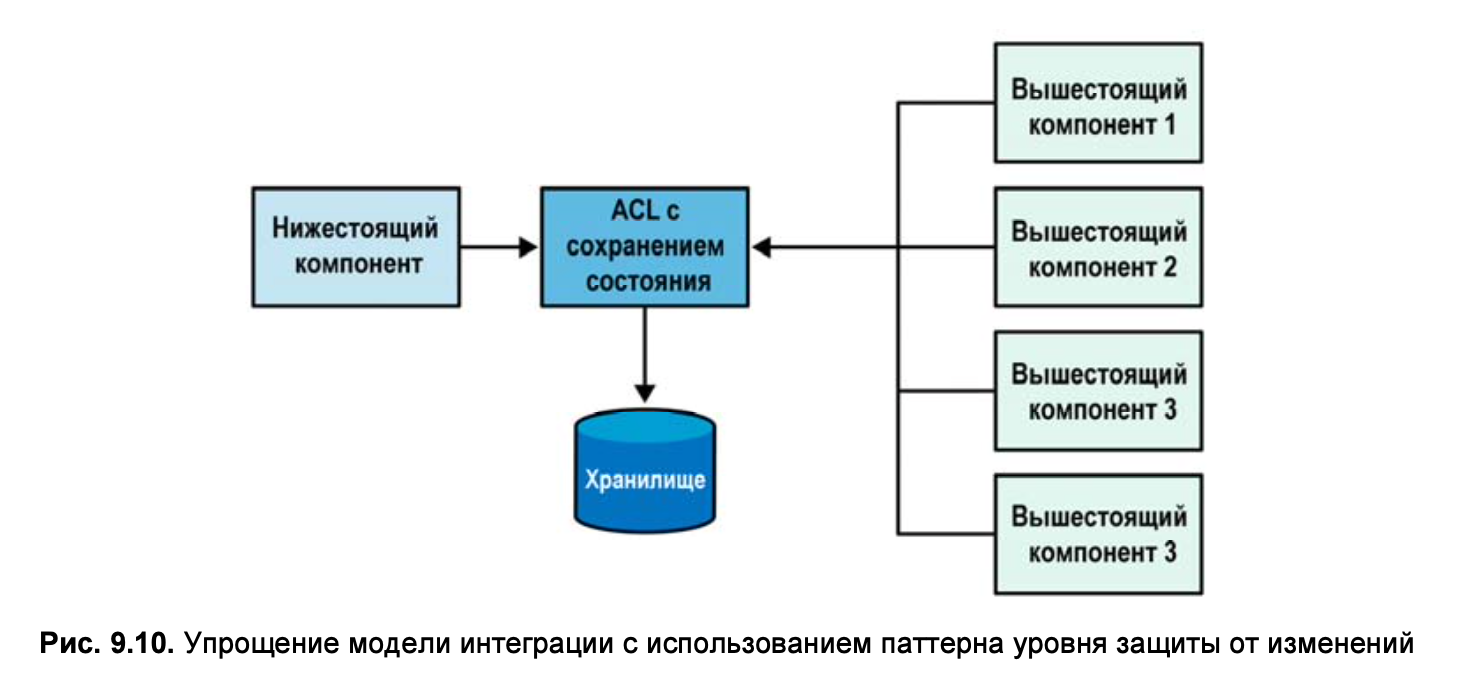 Вышестоящий
компонент 1
Нижестоящий
компонент
ACL с
сохранением
состояния
Вышестоящий
компонент 2
Вышестоящий
компонент 3
Хранилище
Вышестоящий
компонент 3
Рис. 9.10. Упрощение модели интеграции с использованием паттерна уровня защиты от изменений